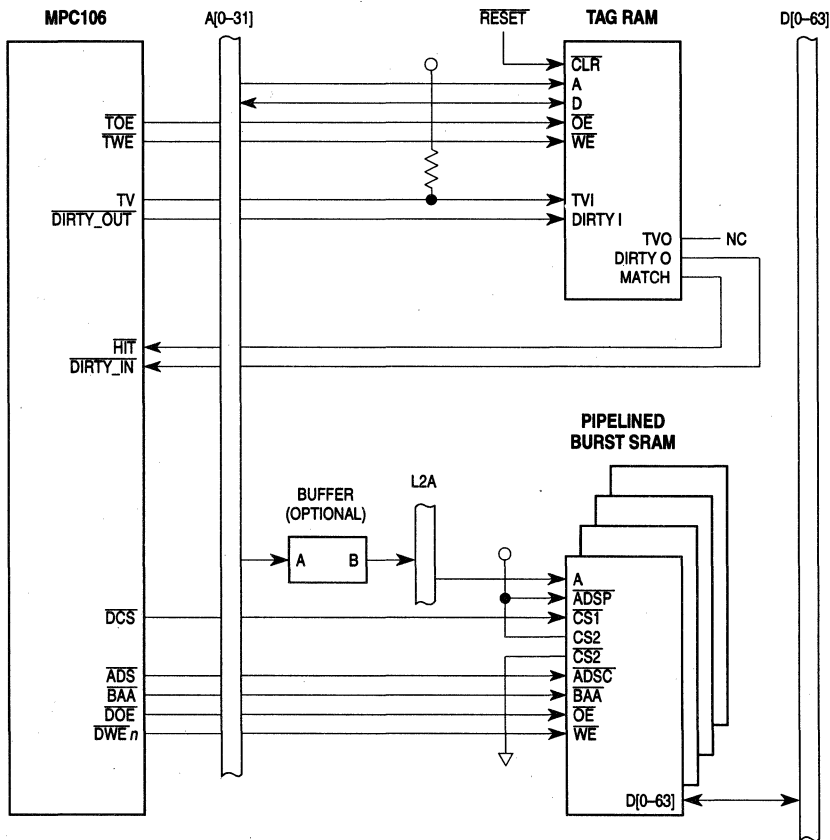 MPC106
A[0–31]
RESET
TAG RAM
D[0–63]
CLR
A
D
TOE
OE
TWE
WE
TV
TVI
DIRTY_OUT
DIRTY I
TVO
NC
DIRTY O
MATCH
HIT
DIRTY_IN
PIPELINED
BURST SRAM
BUFFER
(OPTIONAL)
L2A
A
B
A
ADSP
DCS
CS1
CS2
CS2
ADS
ADSC
BAA
BAA
DOE
OE
DWEn
WE
D[0–63]